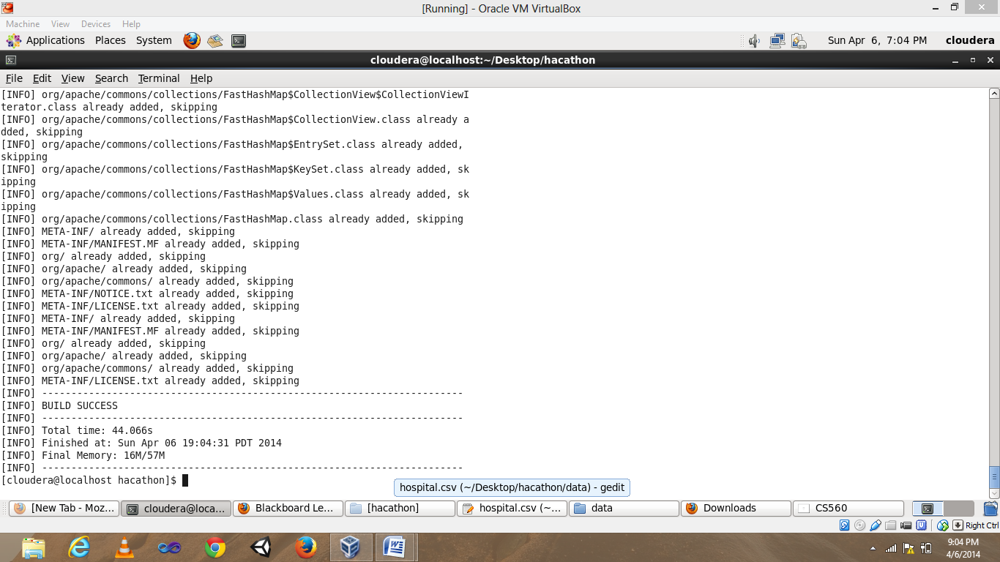 [Running] - Oracle VM VirtualBox
Machine View Devices Help
Applications Places System
Sun Apr 6, 7:04 PM cloudera
cloudera@localhost:~/Desktop/hacathon
File Edit View Search Terminal Help
[INFO] org/apache/commons/collections/FastHashMap$CollectionView$CollectionViewI
terator.class already added, skipping
[INFO] org/apache/commons/collections/FastHashMap$CollectionView.class already a
dded, skipping
[INFO] org/apache/commons/collections/FastHashMap$EntrySet.class already added,
skipping
[INFO] org/apache/commons/collections/FastHashMap$KeySet.class already added, sk
ipping
[INFO] org/apache/commons/collections/FastHashMap$Values.class already added, sk
ipping
[INFO] org/apache/commons/collections/FastHashMap.class already added, skipping
[INFO] META-INF/ already added, skipping
[INFO] META-INF/MANIFEST.MF already added, skipping
[INFO] org/ already added, skipping
[INFO] org/apache/ already added, skipping
[INFO] org/apache/commons/ already added, skipping
[INFO] META-INF/NOTICE.txt already added, skipping
[INFO] META-INF/LICENSE.txt already added, skipping
[INFO] META-INF/ already added, skipping
[INFO] META-INF/MANIFEST.MF already added, skipping
[INFO] org/ already added, skipping
[INFO] org/apache/ already added, skipping
[INFO] org/apache/commons/ already added, skipping
[INFO] META-INF/LICENSE.txt already added, skipping
[INFO] ------------------------------------------------------------------------
[INFO] BUILD SUCCESS
[INFO] ------------------------------------------------------------------------
[INFO] Total time: 44.066s
[INFO] Finished at: Sun Apr 06 19:04:31 PDT 2014
[INFO] Final Memory: 16M/57M
[INFO] ------------------------------------------------------------------------
[cloudera@localhost hacathon]$
hospital.csv (~/Desktop/hacathon/data) - gedit
[New Tab - Moz... cloudera@loca... Blackboard Le... [hacathon] hospital.csv (~... data Downloads CS560
Right Ctrl
9:04 PM
4/6/2014